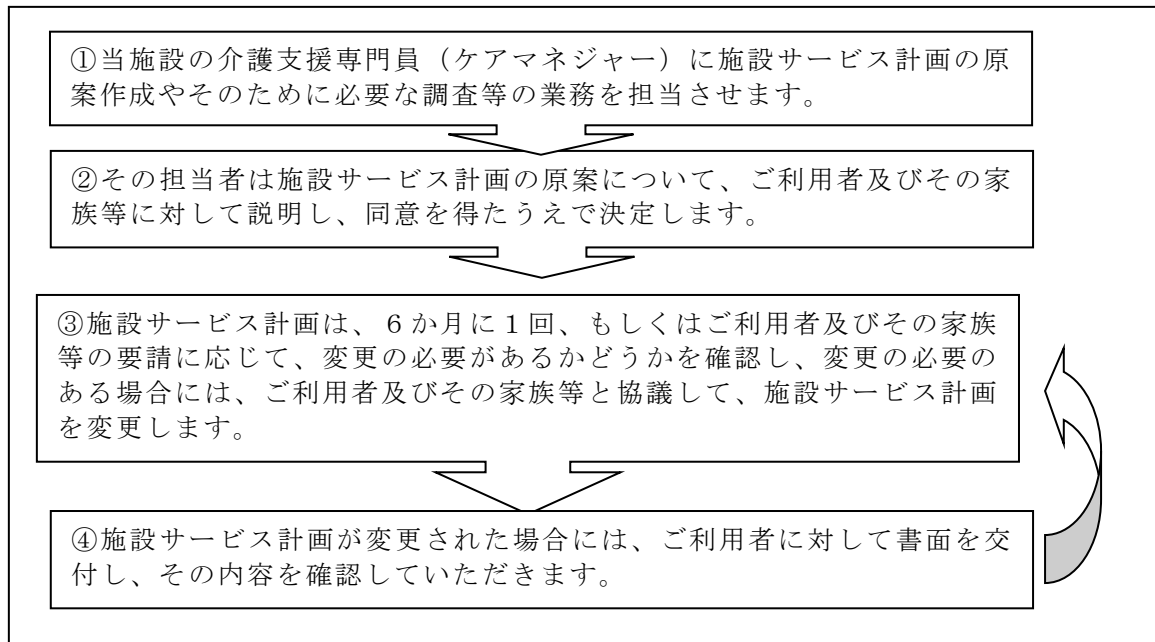 ①当施設の介護支援専門員（ケアマネジャー）に施設サービス計画の原
案作成やそのために必要な調査等の業務を担当させます。
②その担当者は施設サービス計画の原案について、ご利用者及びその家
族等に対して説明し、同意を得たうえで決定します。
③施設サービス計画は、６か月に１回、もしくはご利用者及びその家族
等の要請に応じて、変更の必要があるかどうかを確認し、変更の必要の
ある場合には、ご利用者及びその家族等と協議して、施設サービス計画
を変更します。
④施設サービス計画が変更された場合には、ご利用者に対して書面を交
付し、その内容を確認していただきます。